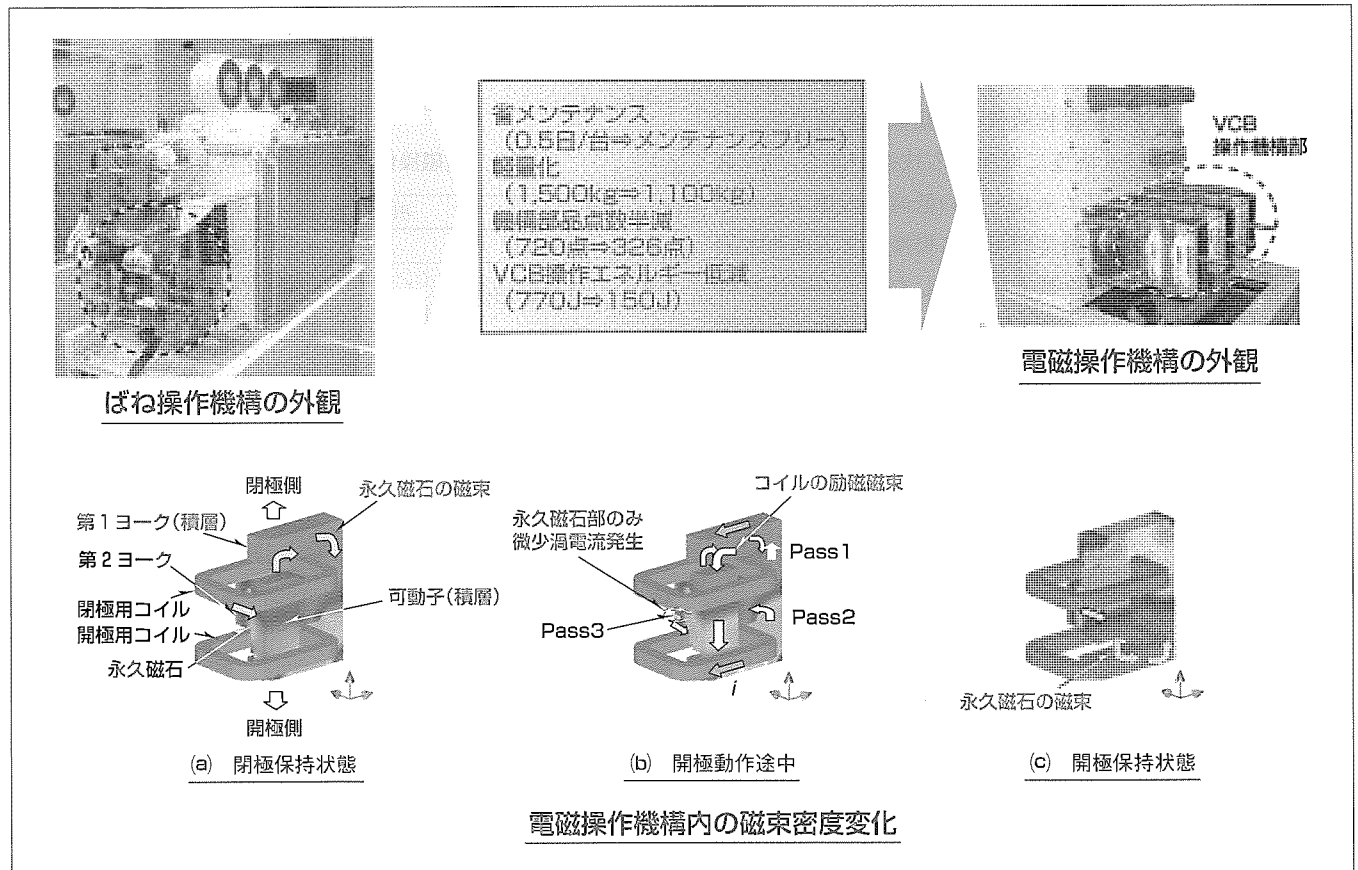 省メンテナンス
(0.5日/台⇒メンテナンスフリー)
軽量化
(1,500kg⇒1,100kg)
機構部品点数半減
(720点⇒326点)
VCB操作エネルギー低減
(770J⇒150J)
VCB
操作機構部
ばね操作機構の外観
電磁操作機構の外観
閉極側
永久磁石の磁束
第1ヨーク(積層)
第2ヨーク
閉極用コイル
開極用コイル
永久磁石
可動子(積層)
開極側
(a) 閉極保持状態
コイルの励磁磁束
永久磁石部のみ
微少渦電流発生
Pass1
Pass2
Pass3
i
(b) 開極動作途中
永久磁石の磁束
(c) 開極保持状態
電磁操作機構内の磁束密度変化